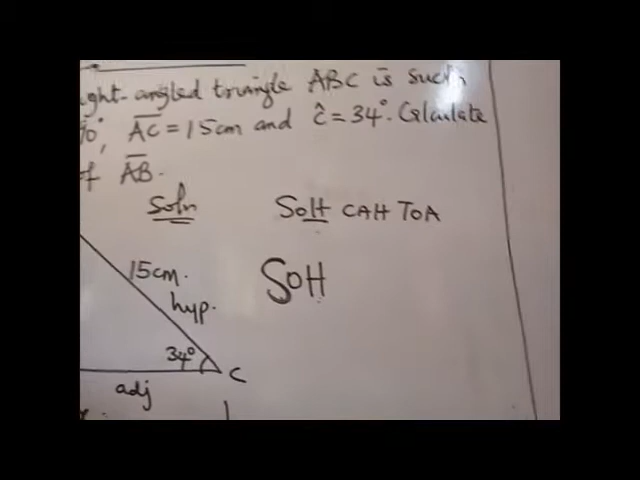 ght-angled triangle ABC is such
90°, AC = 15cm and Ĉ = 34°. Calculate
of AB.
Soln
SOH CAH TOA
15cm.
SOH
hyp.
34°
C
adj